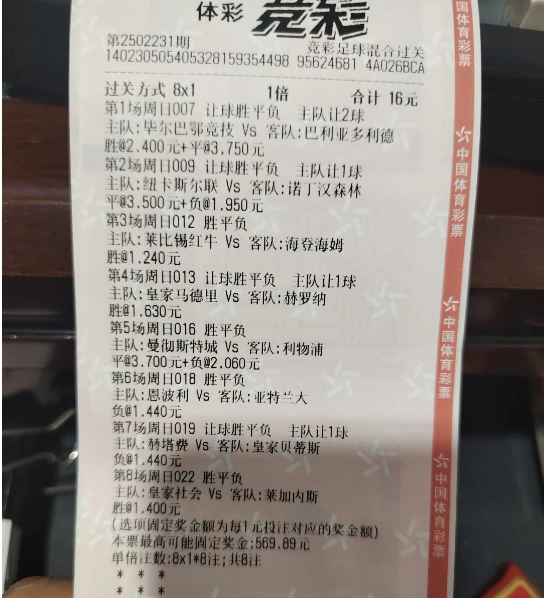 体彩 竞彩
第2502231期 竞彩足球混合过关
140230505405328159354498 95624681 4A026BCA
过关方式 8x1 1倍 合计 16元
第1场周日007 让球胜平负 主队让2球
主队:毕尔巴鄂竞技 Vs 客队:巴利亚多利德
胜@2.400元+平@3.750元
第2场周日009 让球胜平负 主队让1球
主队:纽卡斯尔联 Vs 客队:诺丁汉森林
平@3.500元+负@1.950元
第3场周日012 胜平负
主队:莱比锡红牛 Vs 客队:海登海姆
胜@1.240元
第4场周日013 让球胜平负 主队让1球
主队:皇家马德里 Vs 客队:赫罗纳
胜@1.630元
第5场周日016 胜平负
主队:曼彻斯特城 Vs 客队:利物浦
平@3.700元+负@2.060元
第6场周日018 胜平负
主队:恩波利 Vs 客队:亚特兰大
负@1.440元
第7场周日019 让球胜平负 主队让1球
主队:赫塔费 Vs 客队:皇家贝蒂斯
负@1.440元
第8场周日022 胜平负
主队:皇家社会 Vs 客队:莱加内斯
胜@1.400元
(选项固定奖金额为每1元投注对应的奖金额)
本票最高可能固定奖金:569.89元
单倍注数:8x1*8注;共8注
* * *
* * *
国体育彩票
中国体育彩票
中国体育彩票
中国体育彩票